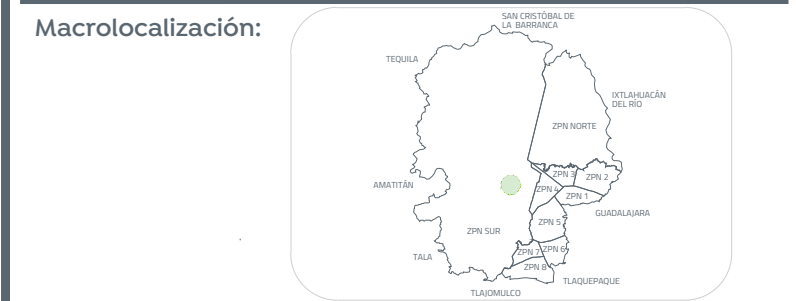 Macrolocalización:
SAN CRISTÓBAL DE
LA BARRANCA
TEQUILA
IXTLAHUACÁN
DEL RÍO
ZPN NORTE
ZPN 3
ZPN 2
AMATITÁN
ZPN 4
ZPN 1
GUADALAJARA
ZPN 5
ZPN SUR
ZPN 7
ZPN 6
TALA
ZPN 8
TLAQUEPAQUE
TLAJOMULCO